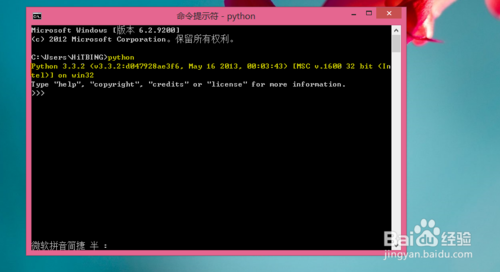 命令提示符 - python
Microsoft Windows [版本 6.2.9200]
(c) 2012 Microsoft Corporation。保留所有权利。
C:\Users\HiTBING>python
Python 3.3.2 (v3.3.2:d047928ae3f6, May 16 2013, 00:03:43) [MSC v.1600 32 bit (In
tel)] on win32
Type "help", "copyright", "credits" or "license" for more information.
>>>
微软拼音简捷 半 :
Baidu 经验
jingyan.baidu.com